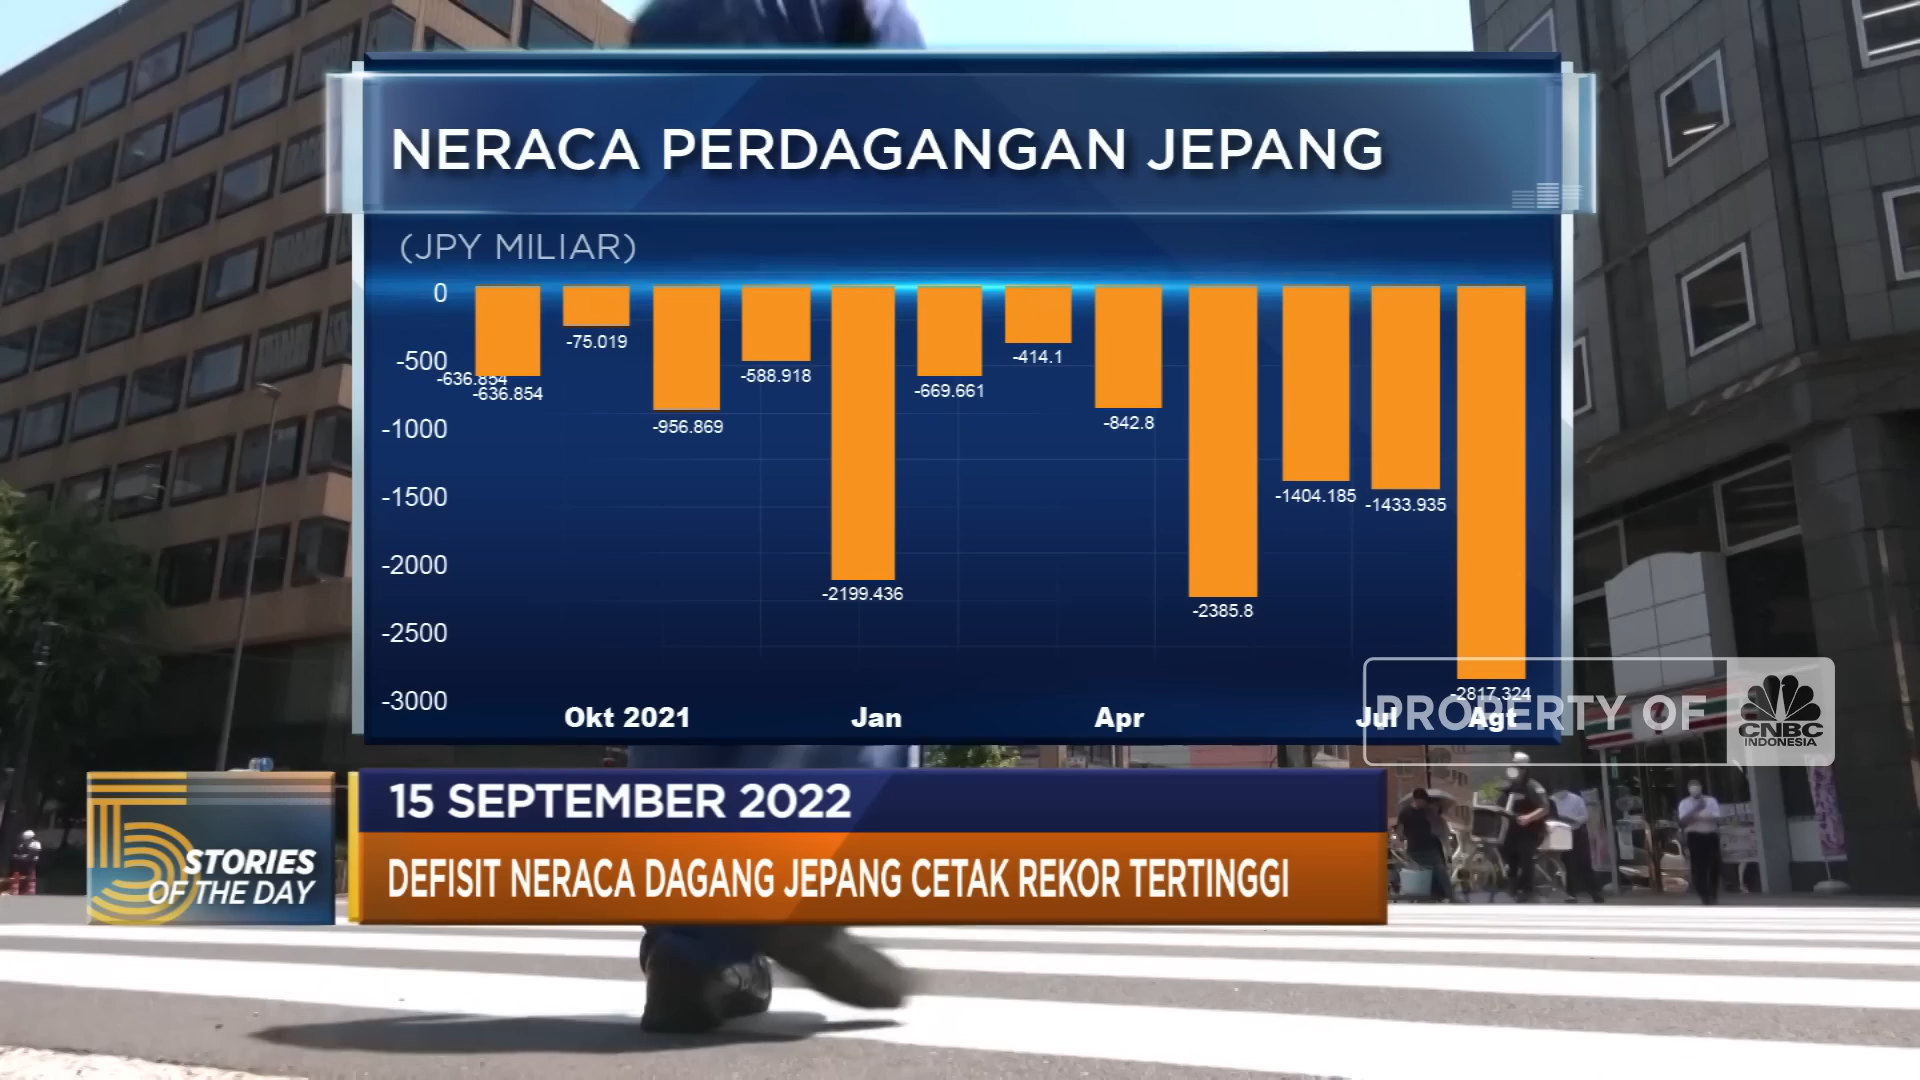 NERACA PERDAGANGAN JEPANG
(JPY MILIAR)
0
-500
-1000
-1500
-2000
-2500
-3000
-636.854
-636.854
-75.019
-956.869
-588.918
-2199.436
-669.661
-414.1
-842.8
-2385.8
-1404.185
-1433.935
-2817.324
Okt 2021 Jan Apr Jul Agt
PROPERTY OF CNBC INDONESIA
5 STORIES OF THE DAY
15 SEPTEMBER 2022
DEFISIT NERACA DAGANG JEPANG CETAK REKOR TERTINGGI